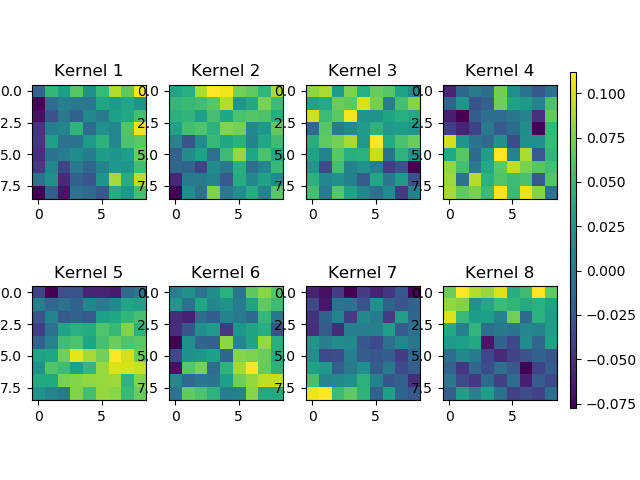 Kernel 1 Kernel 2 Kernel 3 Kernel 4
0.0 0.0 0.0 0.0 0.100
2.5 2.5 2.5 2.5 0.075
5.0 5.0 5.0 5.0 0.050
7.5 7.5 7.5 7.5 0.025
0 5 0 5 0 5 0 5
0.000
Kernel 5 Kernel 6 Kernel 7 Kernel 8
0.0 0.0 0.0 0.0 −0.025
2.5 2.5 2.5 2.5
5.0 5.0 5.0 5.0 −0.050
7.5 7.5 7.5 7.5 −0.075
0 5 0 5 0 5 0 5